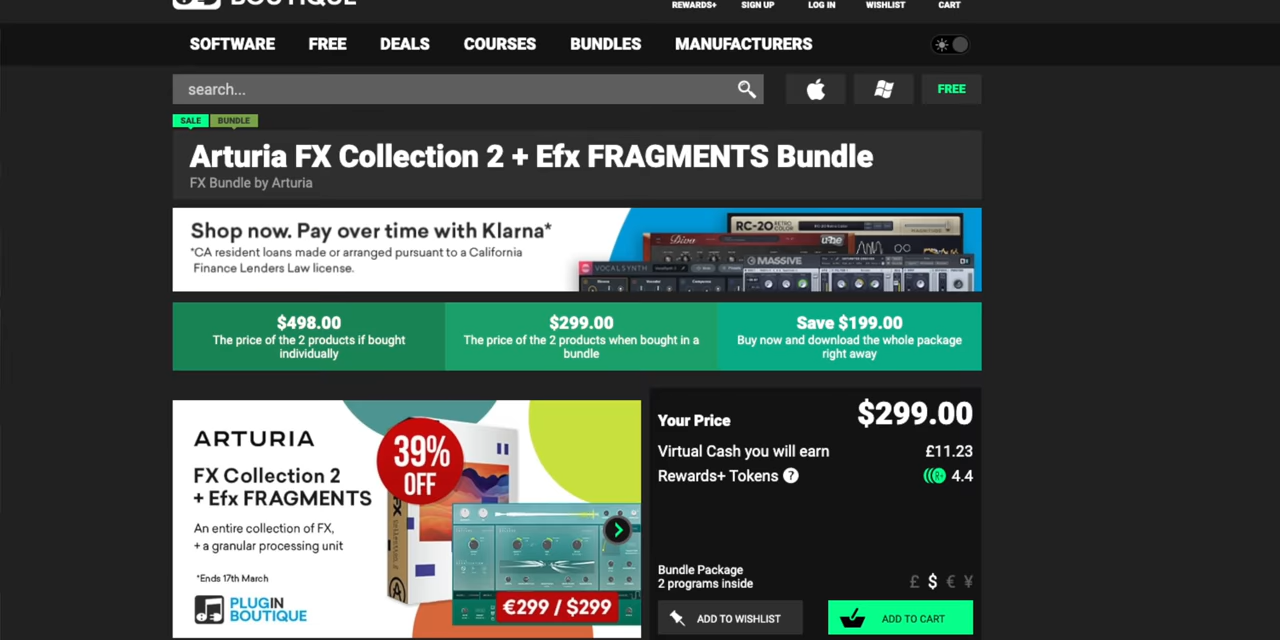 BOUTIQUE
REWARDS+ SIGN UP LOG IN WISHLIST CART
SOFTWARE FREE DEALS COURSES BUNDLES MANUFACTURERS
search...
FREE
SALE BUNDLE
Arturia FX Collection 2 + Efx FRAGMENTS Bundle
FX Bundle by Arturia
Shop now. Pay over time with Klarna*
*CA resident loans made or arranged pursuant to a California
Finance Lenders Law license.
RC-20 RETRO COLOR
Diva u-he
VOCALSYNTH
MASSIVE
$498.00
The price of the 2 products if bought
individually
$299.00
The price of the 2 products when bought in a
bundle
Save $199.00
Buy now and download the whole package
right away
ARTURIA
FX Collection 2
+ Efx FRAGMENTS
An entire collection of FX,
+ a granular processing unit
*Ends 17th March
PLUGIN
BOUTIQUE
39%
OFF
€299 / $299
Your Price $299.00
Virtual Cash you will earn £11.23
Rewards+ Tokens ? 4.4
Bundle Package
2 programs inside
£ $ € ¥
ADD TO WISHLIST
ADD TO CART